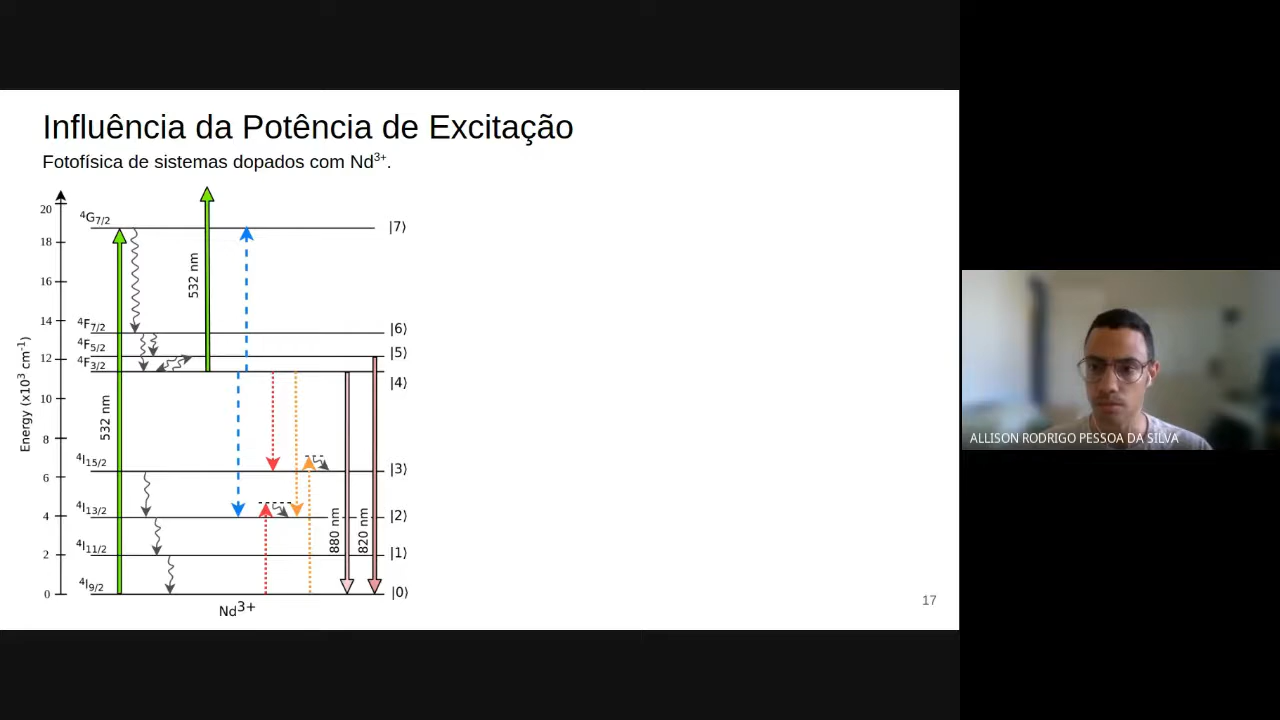 Influência da Potência de Excitação
Fotofísica de sistemas dopados com Nd³⁺.
Energy (x10³ cm⁻¹)
20
18
16
14
12
10
8
6
4
2
0
⁴G₇/₂
⁴F₇/₂
⁴F₅/₂
⁴F₃/₂
⁴I₁₅/₂
⁴I₁₃/₂
⁴I₁₁/₂
⁴I₉/₂
532 nm
532 nm
880 nm
820 nm
|7⟩
|6⟩
|5⟩
|4⟩
|3⟩
|2⟩
|1⟩
|0⟩
Nd³⁺
17
ALLISON RODRIGO PESSOA DA SILVA